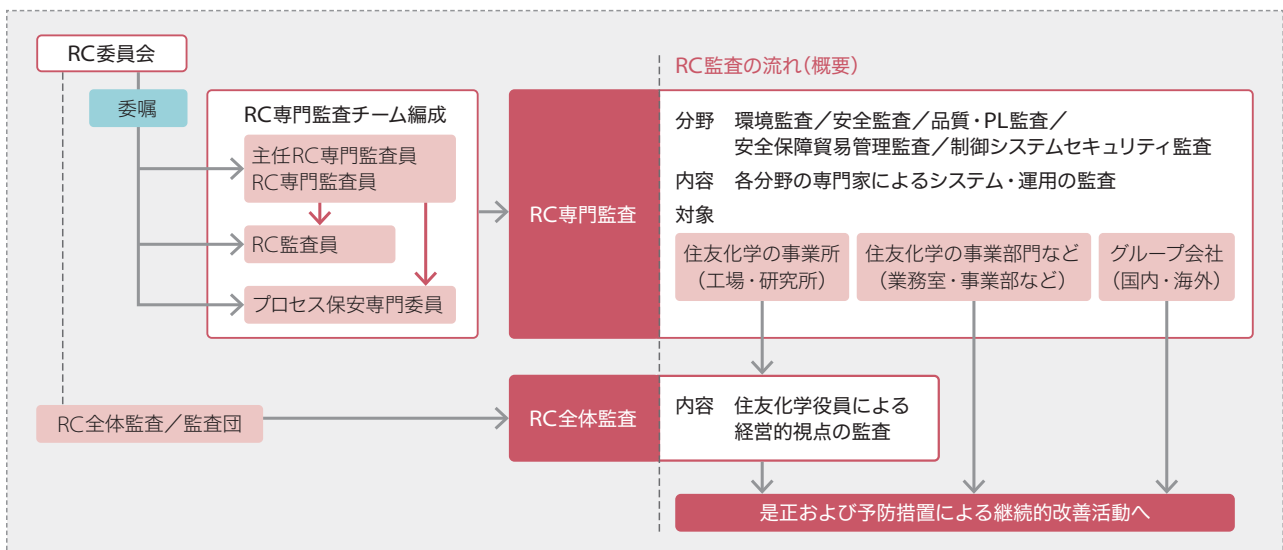 RC委員会
委嘱
RC専門監査チーム編成
主任RC専門監査員
RC専門監査員
RC監査員
プロセス保安専門委員
RC全体監査／監査団
RC監査の流れ（概要）
RC専門監査
分野 環境監査／安全監査／品質・PL監査／
安全保障貿易管理監査／制御システムセキュリティ監査
内容 各分野の専門家によるシステム・運用の監査
対象
住友化学の事業所
（工場・研究所）
住友化学の事業部門など
（業務室・事業部など）
グループ会社
（国内・海外）
RC全体監査
内容 住友化学役員による
経営的視点の監査
是正および予防措置による継続的改善活動へ